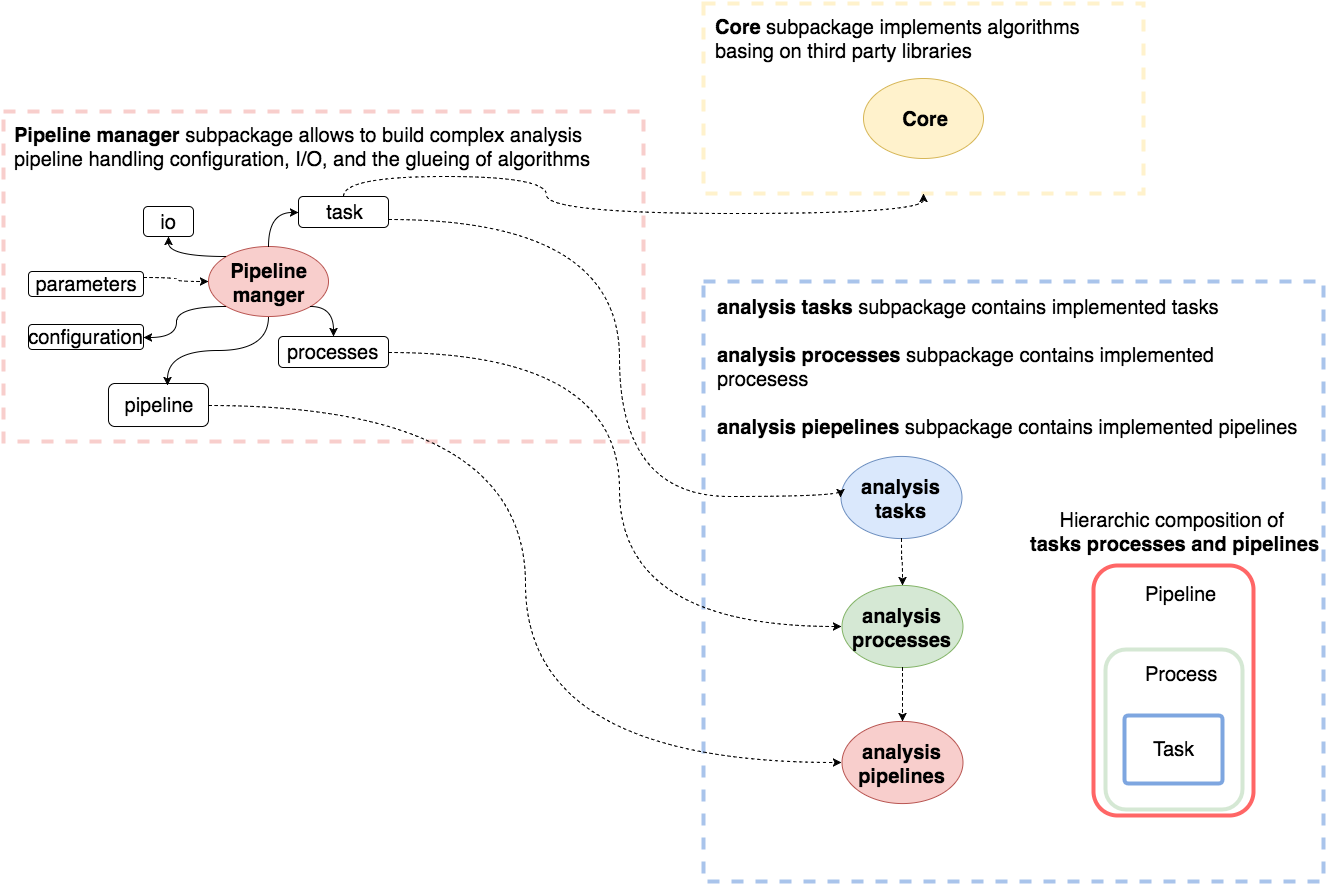 Core subpackage implements algorithms
basing on third party libraries
Core
Pipeline manager subpackage allows to build complex analysis
pipeline handling configuration, I/O, and the glueing of algorithms
task
io
Pipeline
manger
parameters
configuration
processes
pipeline
analysis tasks subpackage contains implemented tasks
analysis processes subpackage contains implemented
procesess
analysis piepelines subpackage contains implemented pipelines
analysis
tasks
Hierarchic composition of
tasks processes and pipelines
Pipeline
analysis
processes
Process
Task
analysis
pipelines